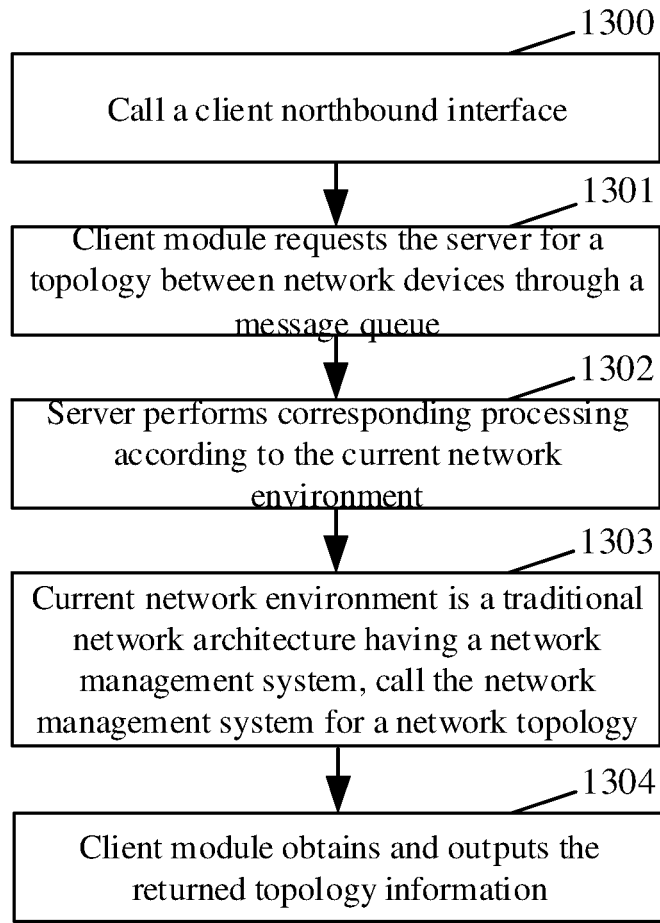 1300
Call a client northbound interface
1301
Client module requests the server for a
topology between network devices through a
message queue
1302
Server performs corresponding processing
according to the current network
environment
1303
Current network environment is a traditional
network architecture having a network
management system, call the network
management system for a network topology
1304
Client module obtains and outputs the
returned topology information